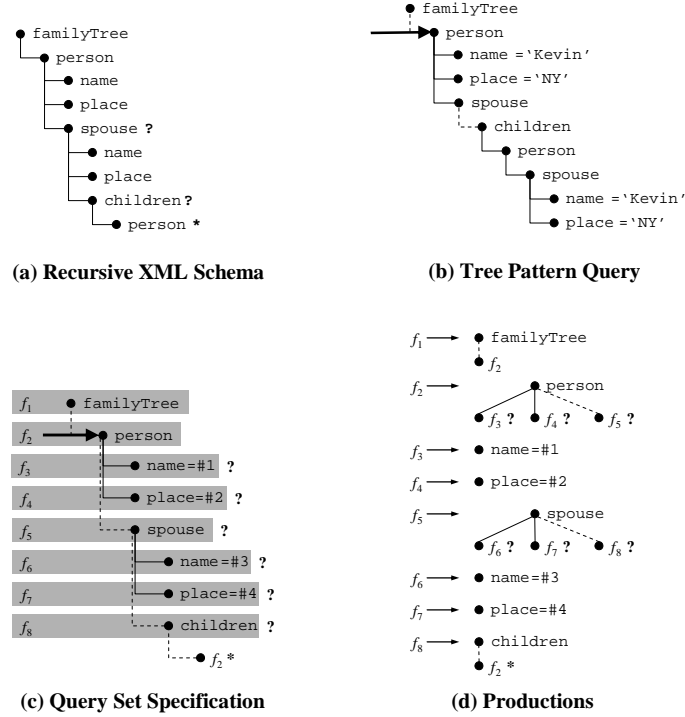 familyTree
person
name
place
spouse ?
name
place
children ?
person *
(a) Recursive XML Schema
familyTree
person
name =‘Kevin’
place =‘NY’
spouse
children
person
spouse
name =‘Kevin’
place =‘NY’
(b) Tree Pattern Query
f1 familyTree
f2 person
f3 name=#1 ?
f4 place=#2 ?
f5 spouse ?
f6 name=#3 ?
f7 place=#4 ?
f8 children ?
f2 *
(c) Query Set Specification
f1 familyTree
f2
f2 person
f3 ? f4 ? f5 ?
f3 name=#1
f4 place=#2
f5 spouse
f6 ? f7 ? f8 ?
f6 name=#3
f7 place=#4
f8 children
f2 *
(d) Productions